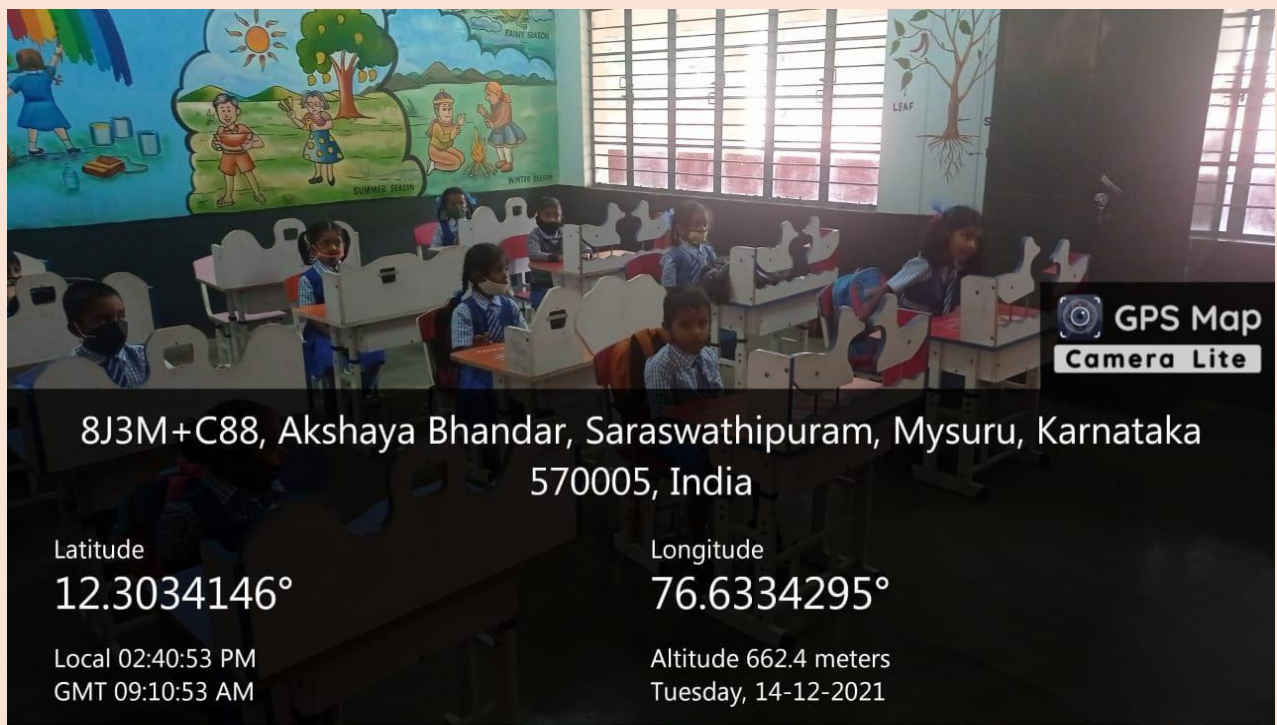 RAINY SEASON
LEAF
SUMMER SEASON
WINTER SEASON
GPS Map
Camera Lite
8J3M+C88, Akshaya Bhandar, Saraswathipuram, Mysuru, Karnataka
570005, India
Latitude
12.3034146°
Longitude
76.6334295°
Local 02:40:53 PM
GMT 09:10:53 AM
Altitude 662.4 meters
Tuesday, 14-12-2021